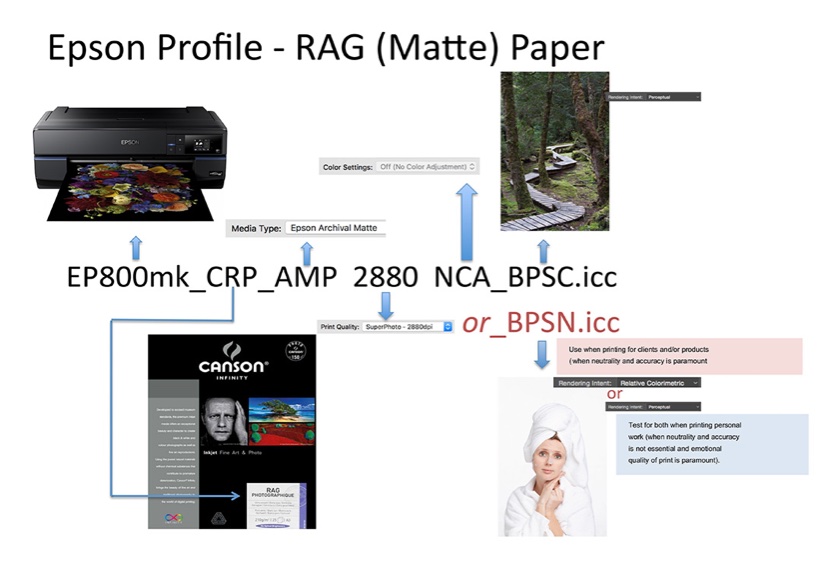 Epson Profile - RAG (Matte) Paper
Rendering Intent: Perceptual
EPSON
Color Settings: Off (No Color Adjustment)
Media Type: Epson Archival Matte
EP800mk_CRP_AMP 2880 NCA_BPSC.icc
Print Quality: SuperPhoto - 2880dpi
or_BPSN.icc
Use when printing for clients and/or products
(when neutrality and accuracy is paramount
CANSON
INFINITY
Rendering Intent: Relative Colorimetric
or
Rendering Intent: Perceptual
Test for both when printing personal
work (when neutrality and accuracy
is not essential and emotional
quality of print is paramount).
Inkjet Fine Art & Photo
RAG
PHOTOGRAPHIQUE